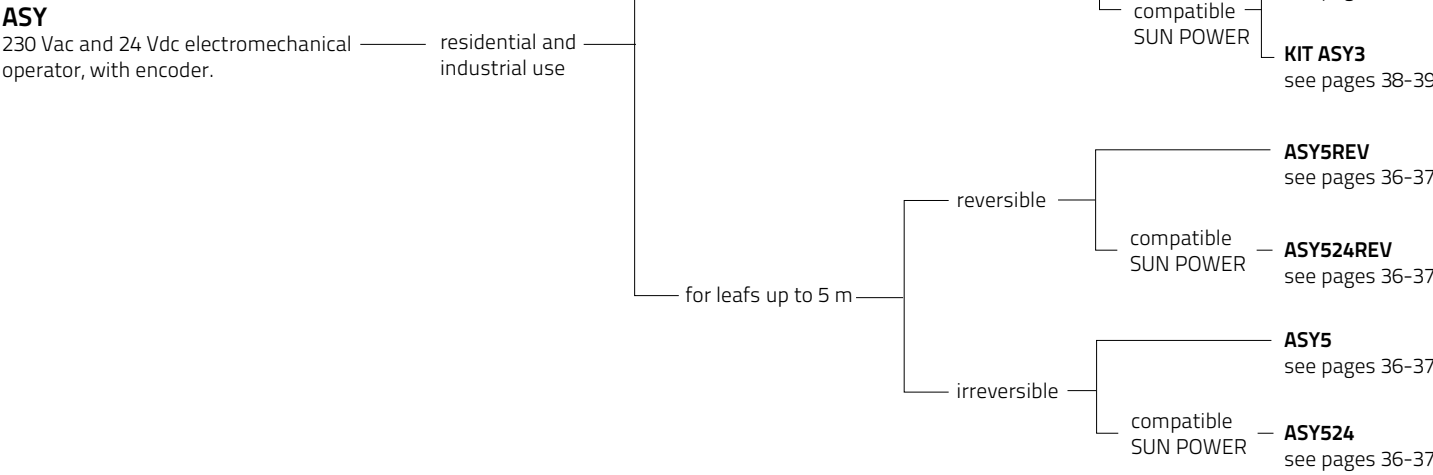 ASY
230 Vac and 24 Vdc electromechanical
operator, with encoder.
residential and
industrial use
compatible
SUN POWER
KIT ASY3
see pages 38-39
for leafs up to 5 m
reversible
ASY5REV
see pages 36-37
compatible
SUN POWER
ASY524REV
see pages 36-37
irreversible
ASY5
see pages 36-37
compatible
SUN POWER
ASY524
see pages 36-37